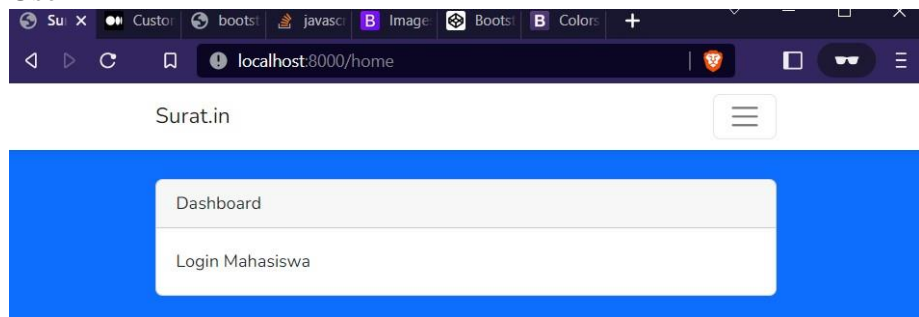 Su Custor bootst javascr B Image: Bootst B Colors
localhost:8000/home
Surat.in
Dashboard
Login Mahasiswa